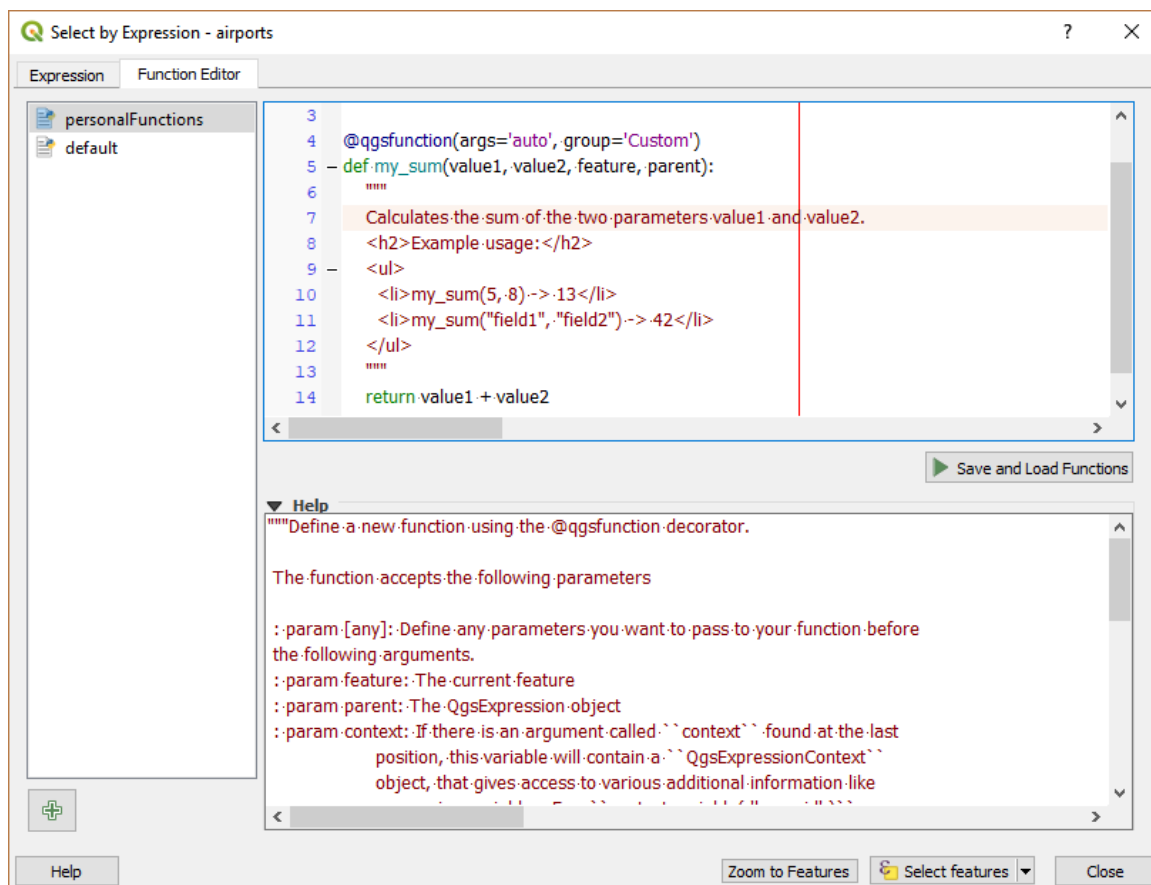 Select by Expression - airports
Expression
Function Editor
personalFunctions
default
3
4 @qgsfunction(args='auto', group='Custom')
5 def my_sum(value1, value2, feature, parent):
6 """
7 Calculates the sum of the two parameters value1 and value2.
8 <h2>Example usage:</h2>
9 <ul>
10 <li>my_sum(5, 8) -> 13</li>
11 <li>my_sum("field1", "field2") -> 42</li>
12 </ul>
13 """
14 return value1 + value2
Save and Load Functions
Help
"""Define a new function using the @qgsfunction decorator.
The function accepts the following parameters
: param [any]: Define any parameters you want to pass to your function before
the following arguments.
: param feature: The current feature
: param parent: The QgsExpression object
: param context: If there is an argument called ``context`` found at the last
position, this variable will contain a ``QgsExpressionContext``
object, that gives access to various additional information like
Help
Zoom to Features
Select features
Close